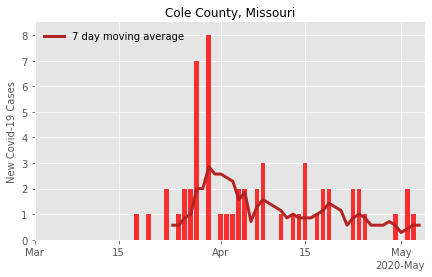 Cole County, Missouri
7 day moving average
New Covid-19 Cases
8
7
6
5
4
3
2
1
0
Mar 15 Apr 15 May
2020-May